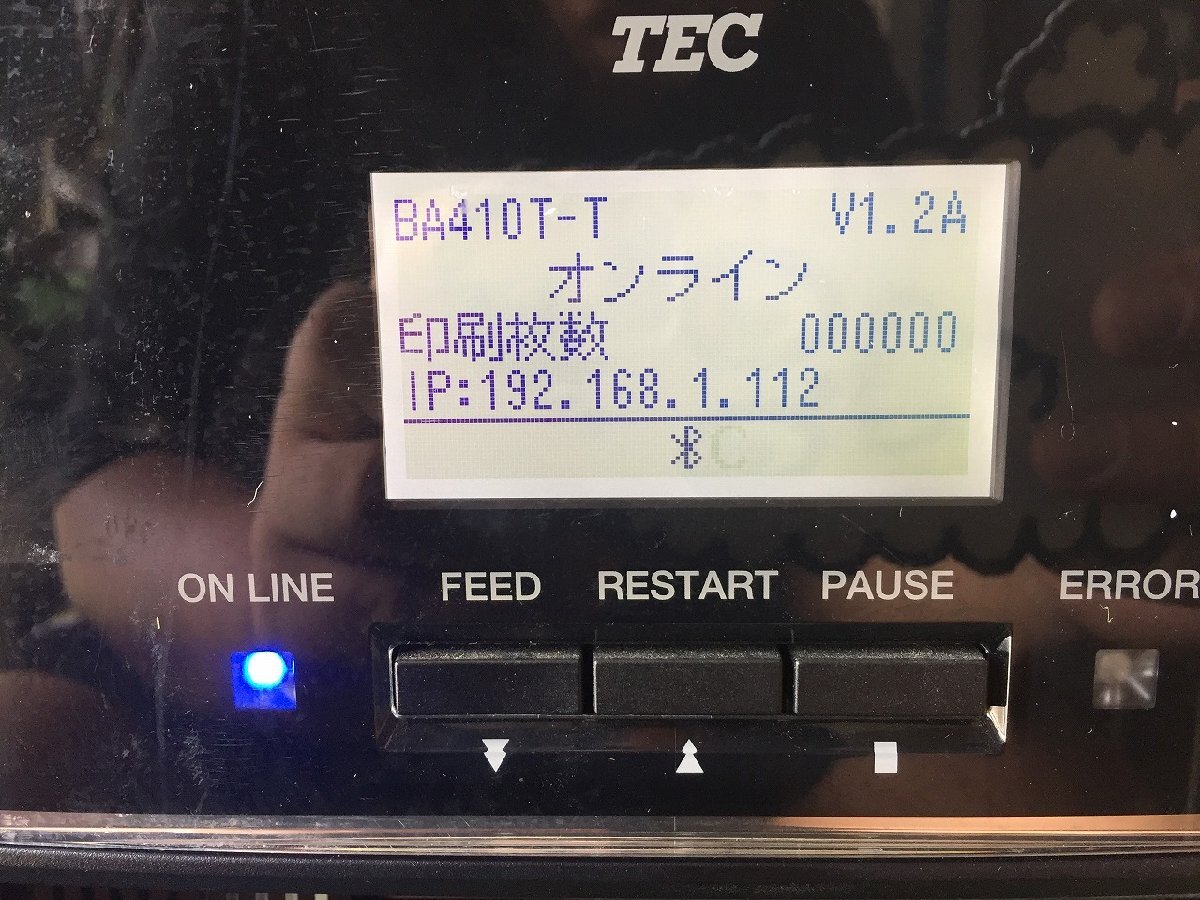 TEC
BA410T-T V1.2A
オンライン
印刷枚数 000000
IP:192.168.1.112
ON LINE FEED RESTART PAUSE ERROR